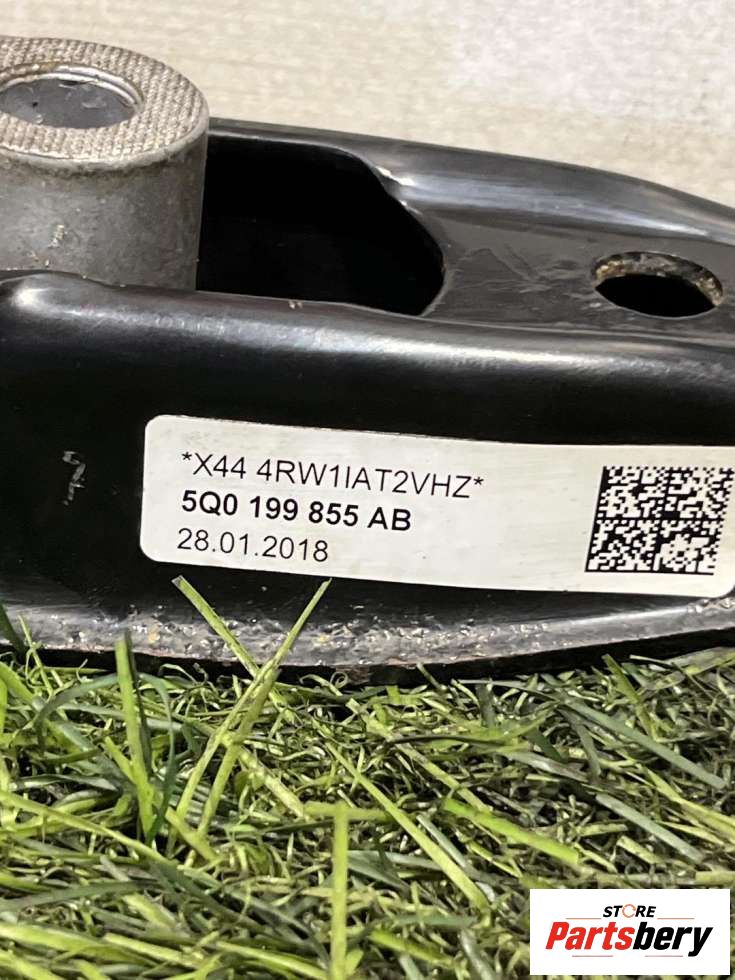 *X44 4RW1IAT2VHZ*
5Q0 199 855 AB
28.01.2018
STORE
Partsbery